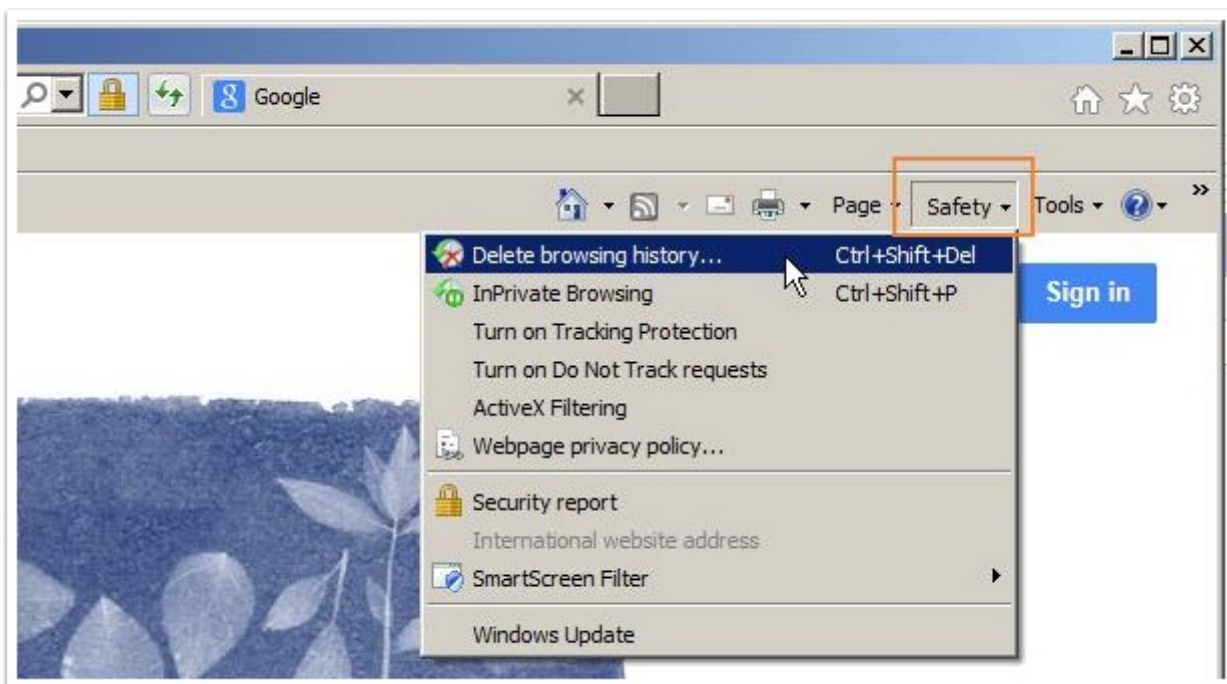 8 Google
Page Safety Tools »
Delete browsing history... Ctrl+Shift+Del
InPrivate Browsing Ctrl+Shift+P
Sign in
Turn on Tracking Protection
Turn on Do Not Track requests
ActiveX Filtering
Webpage privacy policy...
Security report
International website address
SmartScreen Filter
Windows Update